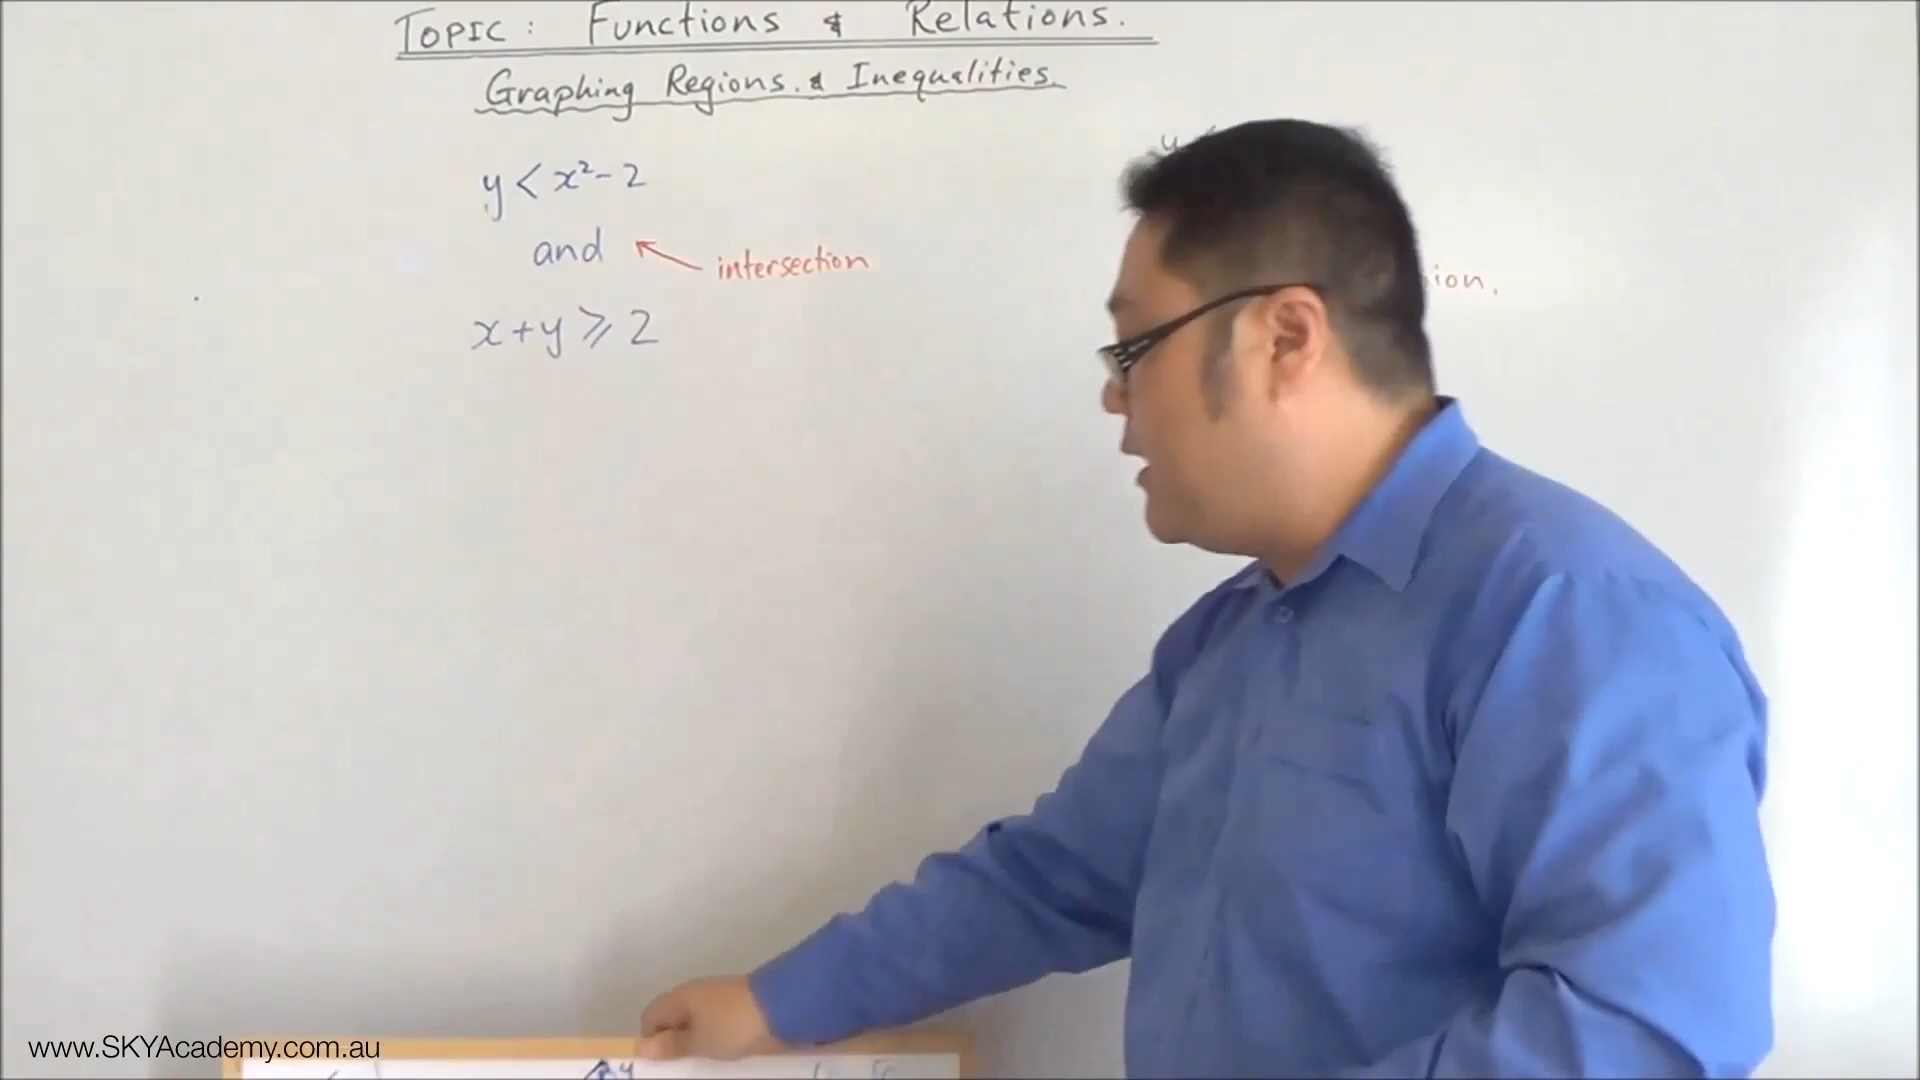 TOPIC: Functions & Relations.
Graphing Regions. & Inequalities.
y < x² - 2
and
intersection
x + y ⩾ 2
www.SKYAcademy.com.au